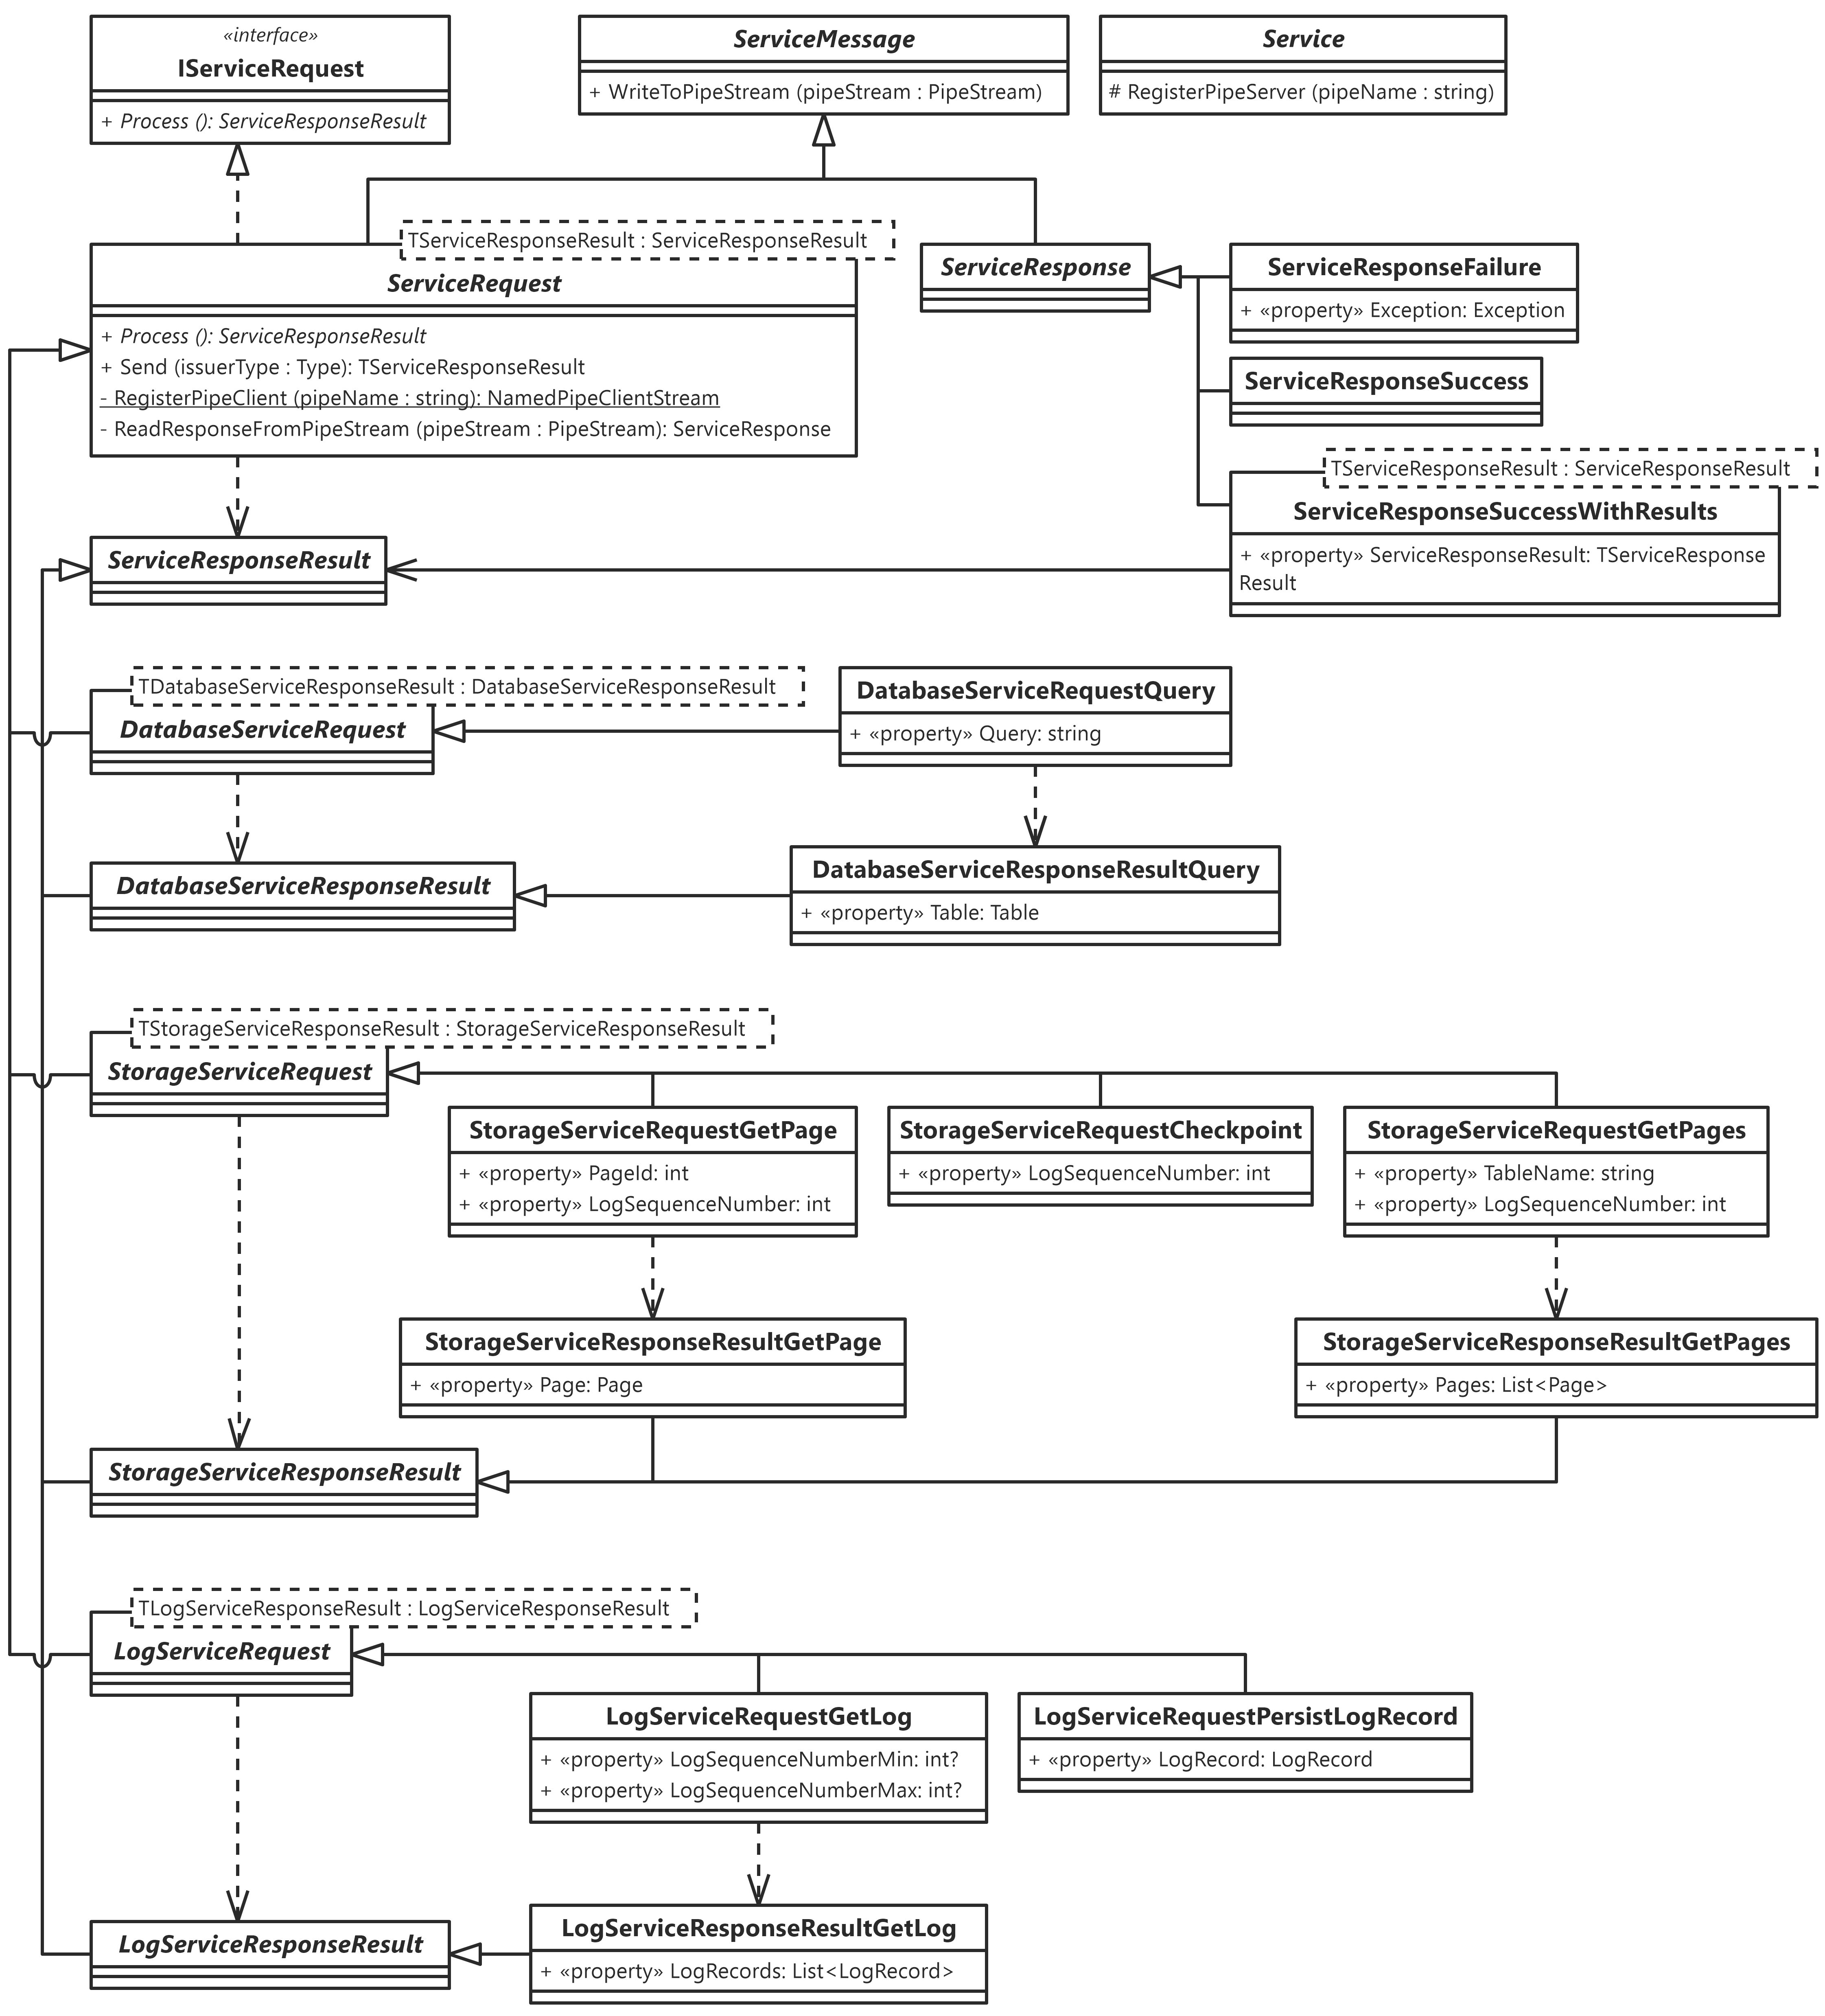 «interface»
IServiceRequest
+ Process (): ServiceResponseResult
ServiceMessage
+ WriteToPipeStream (pipeStream : PipeStream)
Service
# RegisterPipeServer (pipeName : string)
TServiceResponseResult : ServiceResponseResult
ServiceRequest
+ Process (): ServiceResponseResult
+ Send (issuerType : Type): TServiceResponseResult
- RegisterPipeClient (pipeName : string): NamedPipeClientStream
- ReadResponseFromPipeStream (pipeStream : PipeStream): ServiceResponse
ServiceResponse
ServiceResponseFailure
+ «property» Exception: Exception
ServiceResponseSuccess
TServiceResponseResult : ServiceResponseResult
ServiceResponseSuccessWithResults
+ «property» ServiceResponseResult: TServiceResponse
Result
ServiceResponseResult
TDatabaseServiceResponseResult : DatabaseServiceResponseResult
DatabaseServiceRequest
DatabaseServiceRequestQuery
+ «property» Query: string
DatabaseServiceResponseResult
DatabaseServiceResponseResultQuery
+ «property» Table: Table
TStorageServiceResponseResult : StorageServiceResponseResult
StorageServiceRequest
StorageServiceRequestGetPage
+ «property» PageId: int
+ «property» LogSequenceNumber: int
StorageServiceRequestCheckpoint
+ «property» LogSequenceNumber: int
StorageServiceRequestGetPages
+ «property» TableName: string
+ «property» LogSequenceNumber: int
StorageServiceResponseResultGetPage
+ «property» Page: Page
StorageServiceResponseResultGetPages
+ «property» Pages: List<Page>
StorageServiceResponseResult
TLogServiceResponseResult : LogServiceResponseResult
LogServiceRequest
LogServiceRequestGetLog
+ «property» LogSequenceNumberMin: int?
+ «property» LogSequenceNumberMax: int?
LogServiceRequestPersistLogRecord
+ «property» LogRecord: LogRecord
LogServiceResponseResult
LogServiceResponseResultGetLog
+ «property» LogRecords: List<LogRecord>